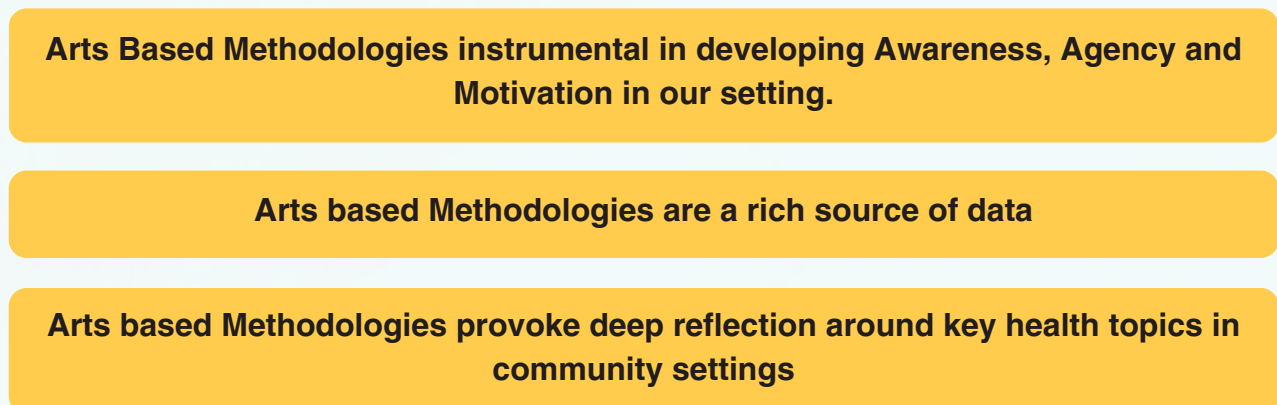 Arts Based Methodologies instrumental in developing Awareness, Agency and
Motivation in our setting.
Arts based Methodologies are a rich source of data
Arts based Methodologies provoke deep reflection around key health topics in
community settings